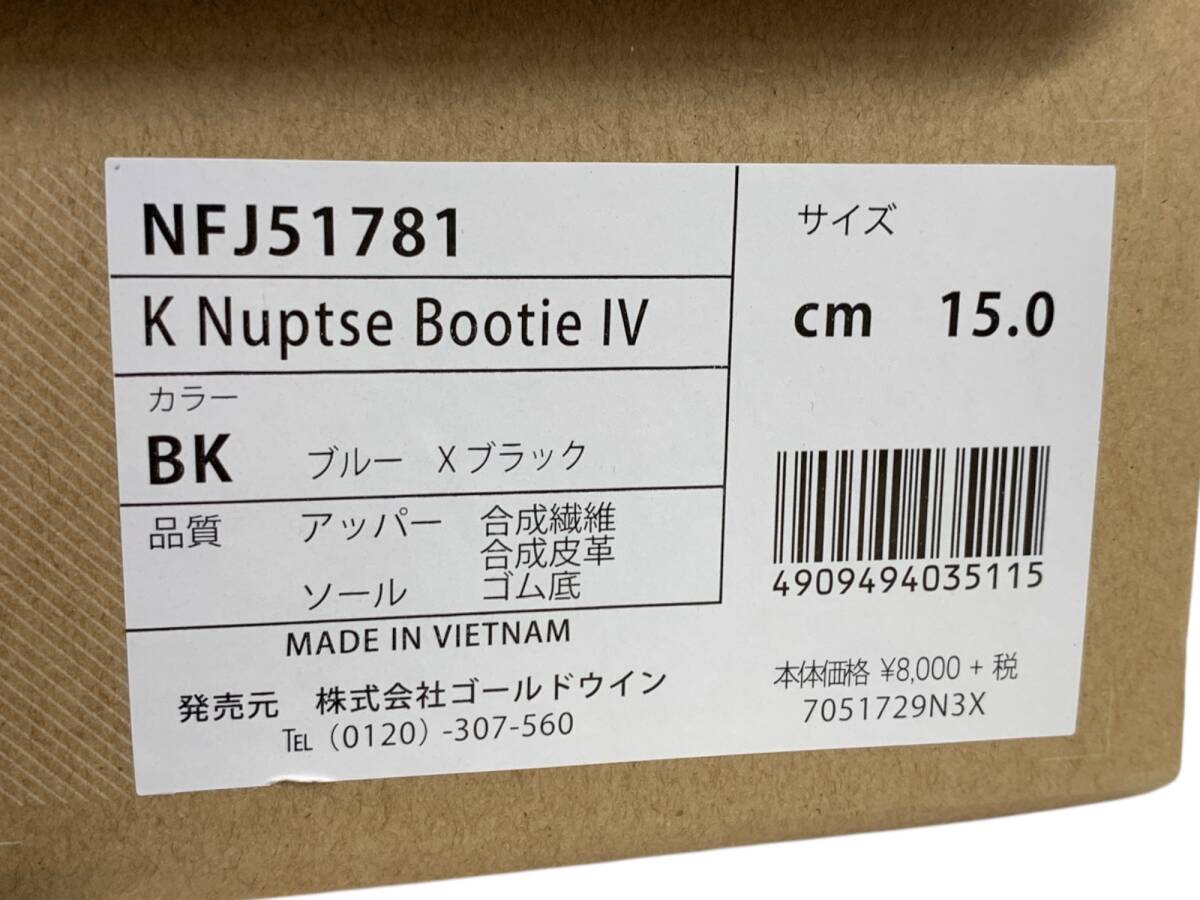 NFJ51781
K Nuptse Bootie IV
カラー
BK ブルー X ブラック
品質 アッパー 合成繊維
合成皮革
ソール ゴム底
MADE IN VIETNAM
発売元 株式会社ゴールドウイン
TEL (0120) -307-560
サイズ
cm 15.0
4909494035115
本体価格 ¥8,000 + 税
7051729N3X